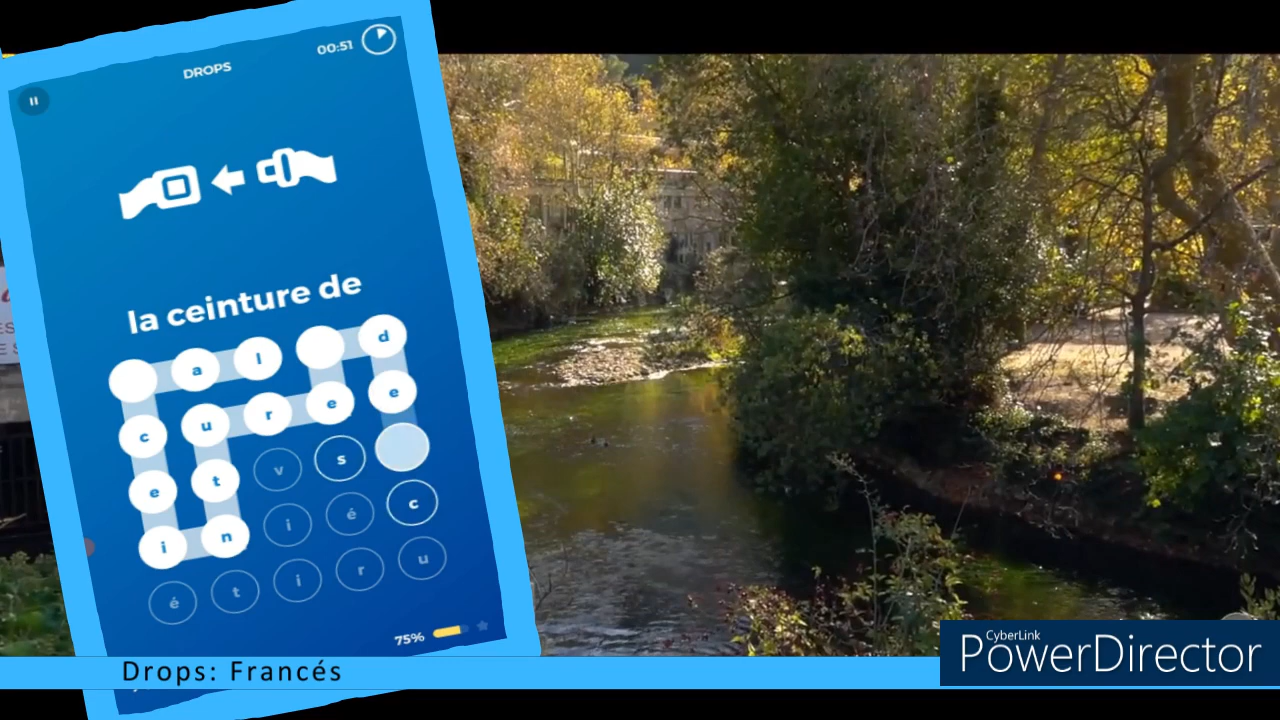 00:51
DROPS
la ceinture de
a l d
c u r e e
e t v s
i n i é c
é t i r u
75%
Drops: Francés
CyberLink
PowerDirector